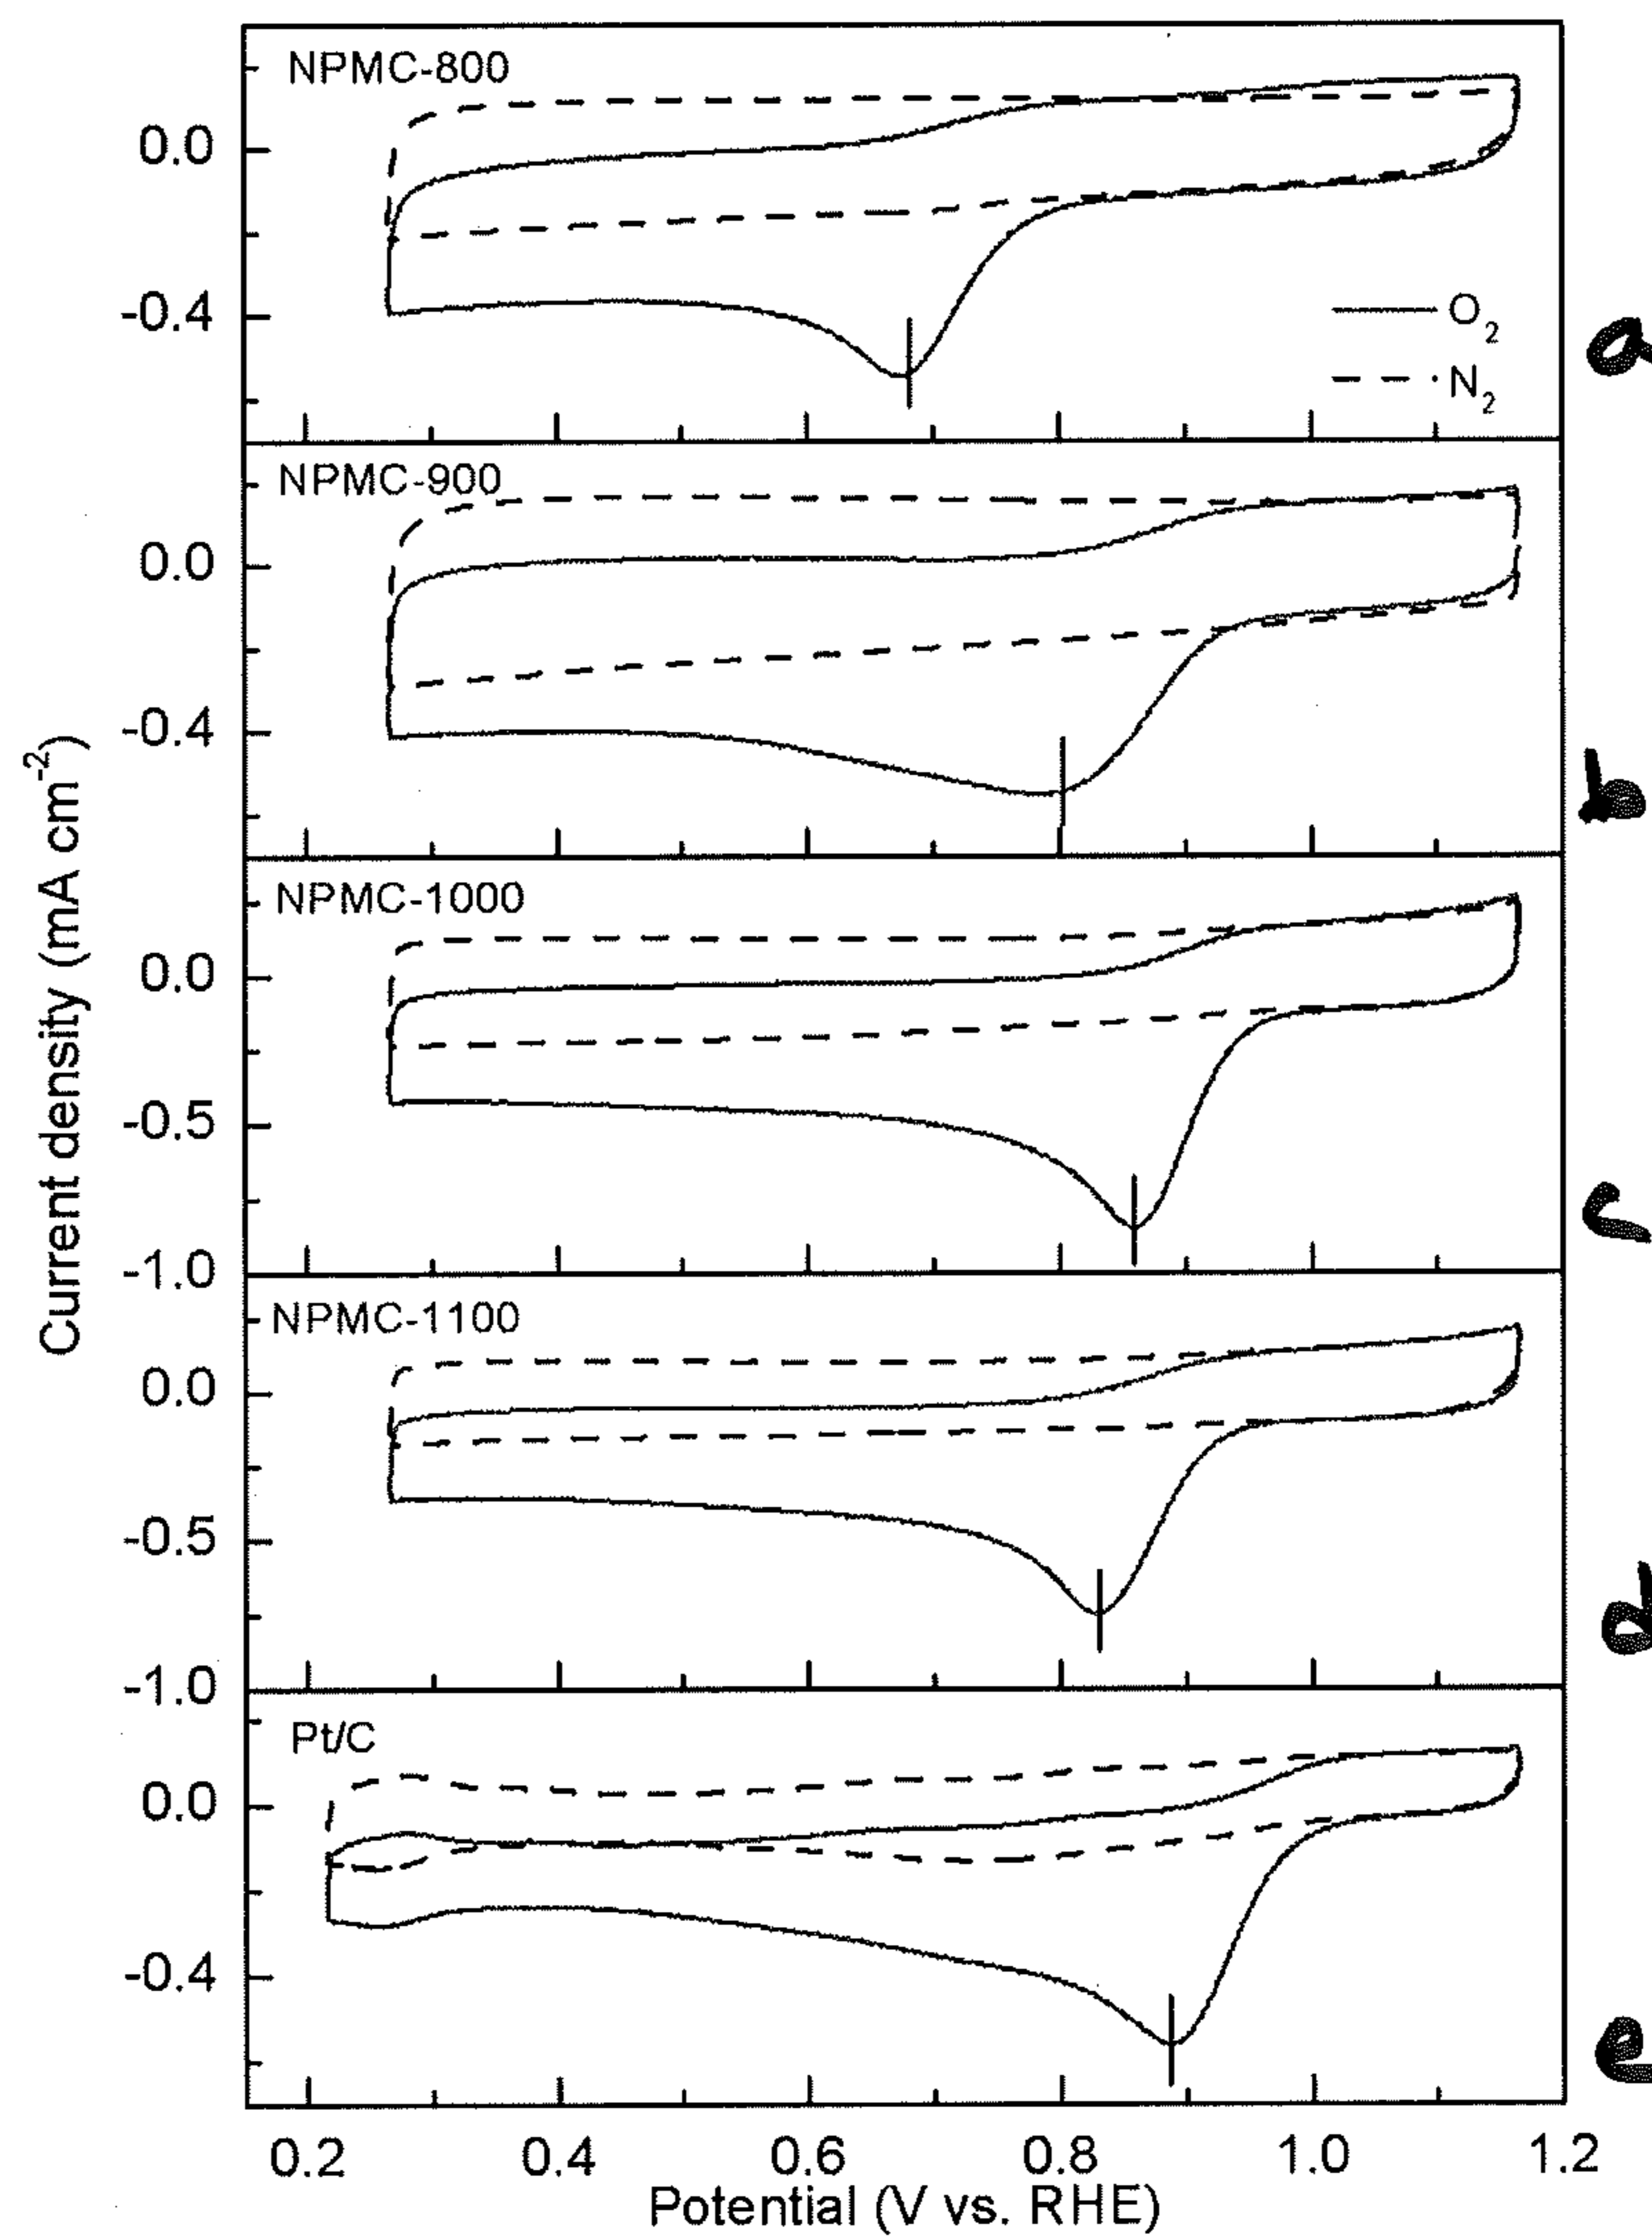 NPMC-800
0.0
-0.4
O2
N2
a
NPMC-900
0.0
-0.4
b
NPMC-1000
0.0
-0.5
-1.0
c
NPMC-1100
0.0
-0.5
-1.0
d
Pt/C
0.0
-0.4
e
0.2 0.4 0.6 0.8 1.0 1.2
Potential (V vs. RHE)
Current density (mA cm-2)